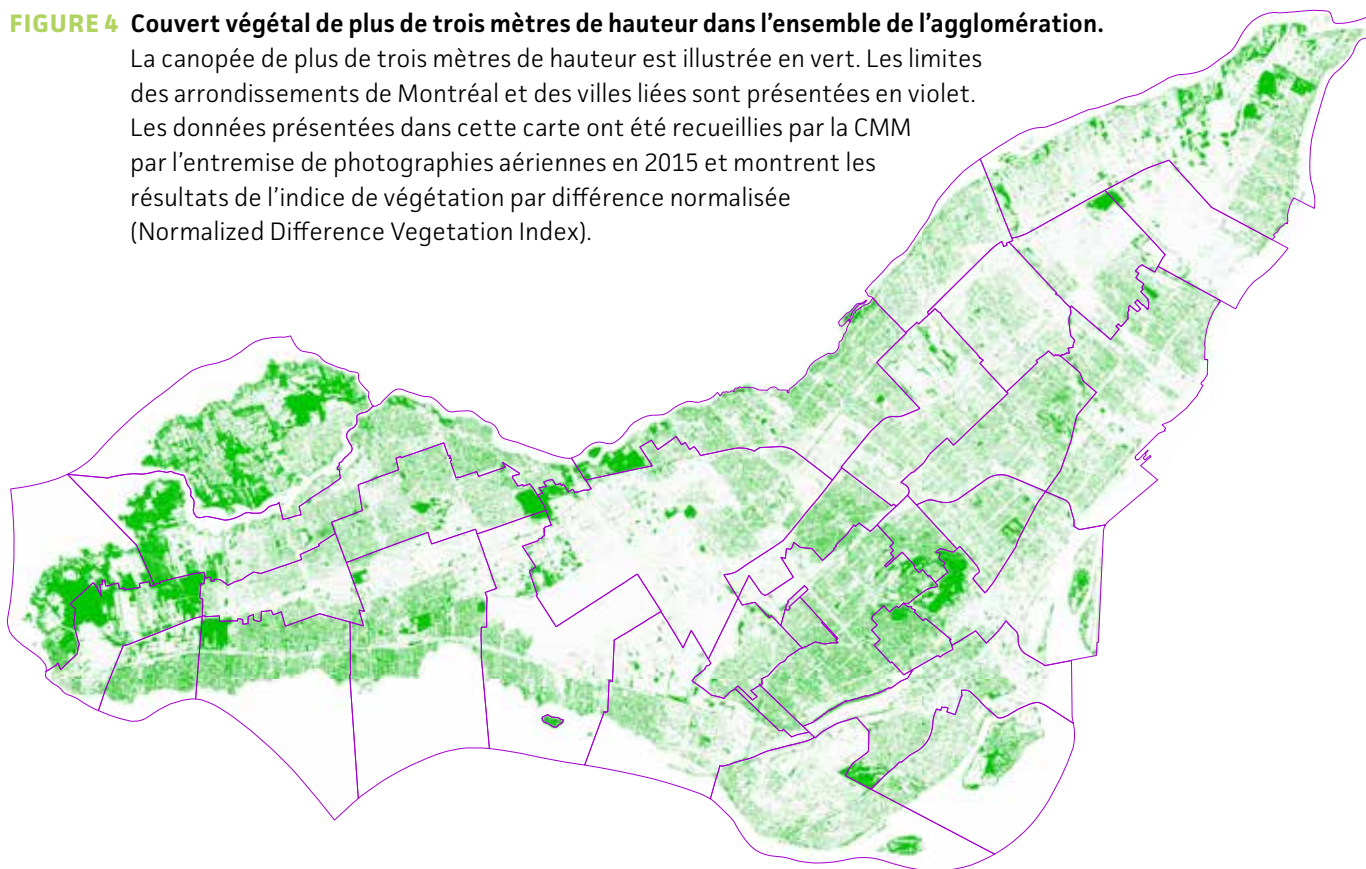 FIGURE 4 Couvert végétal de plus de trois mètres de hauteur dans l’ensemble de l’agglomération.
La canopée de plus de trois mètres de hauteur est illustrée en vert. Les limites
des arrondissements de Montréal et des villes liées sont présentées en violet.
Les données présentées dans cette carte ont été recueillies par la CMM
par l’entremise de photographies aériennes en 2015 et montrent les
résultats de l’indice de végétation par différence normalisée
(Normalized Difference Vegetation Index).